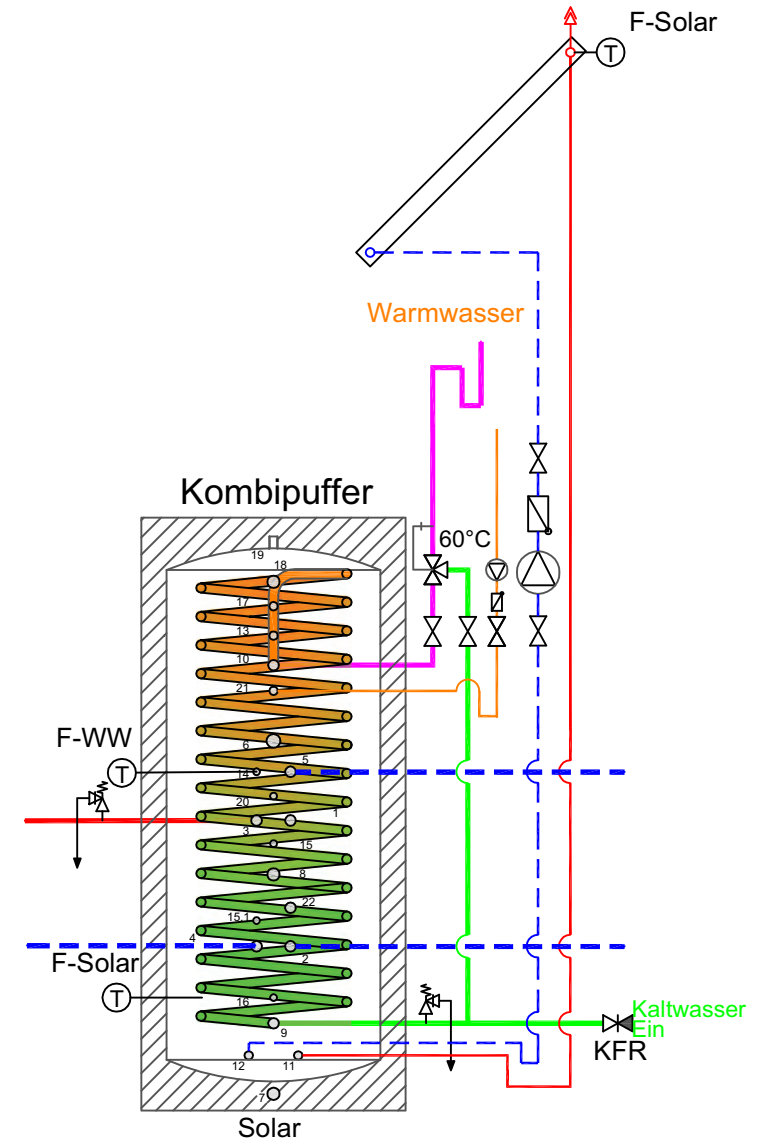 F-Solar
T
Warmwasser
Kombipuffer
60°C
19
18
17
13
10
21
F-WW
T
6
5
14
20
1
3
15
8
22
15.1
4
2
F-Solar
T
16
9
Kaltwasser
Ein
KFR
12
11
7
Solar